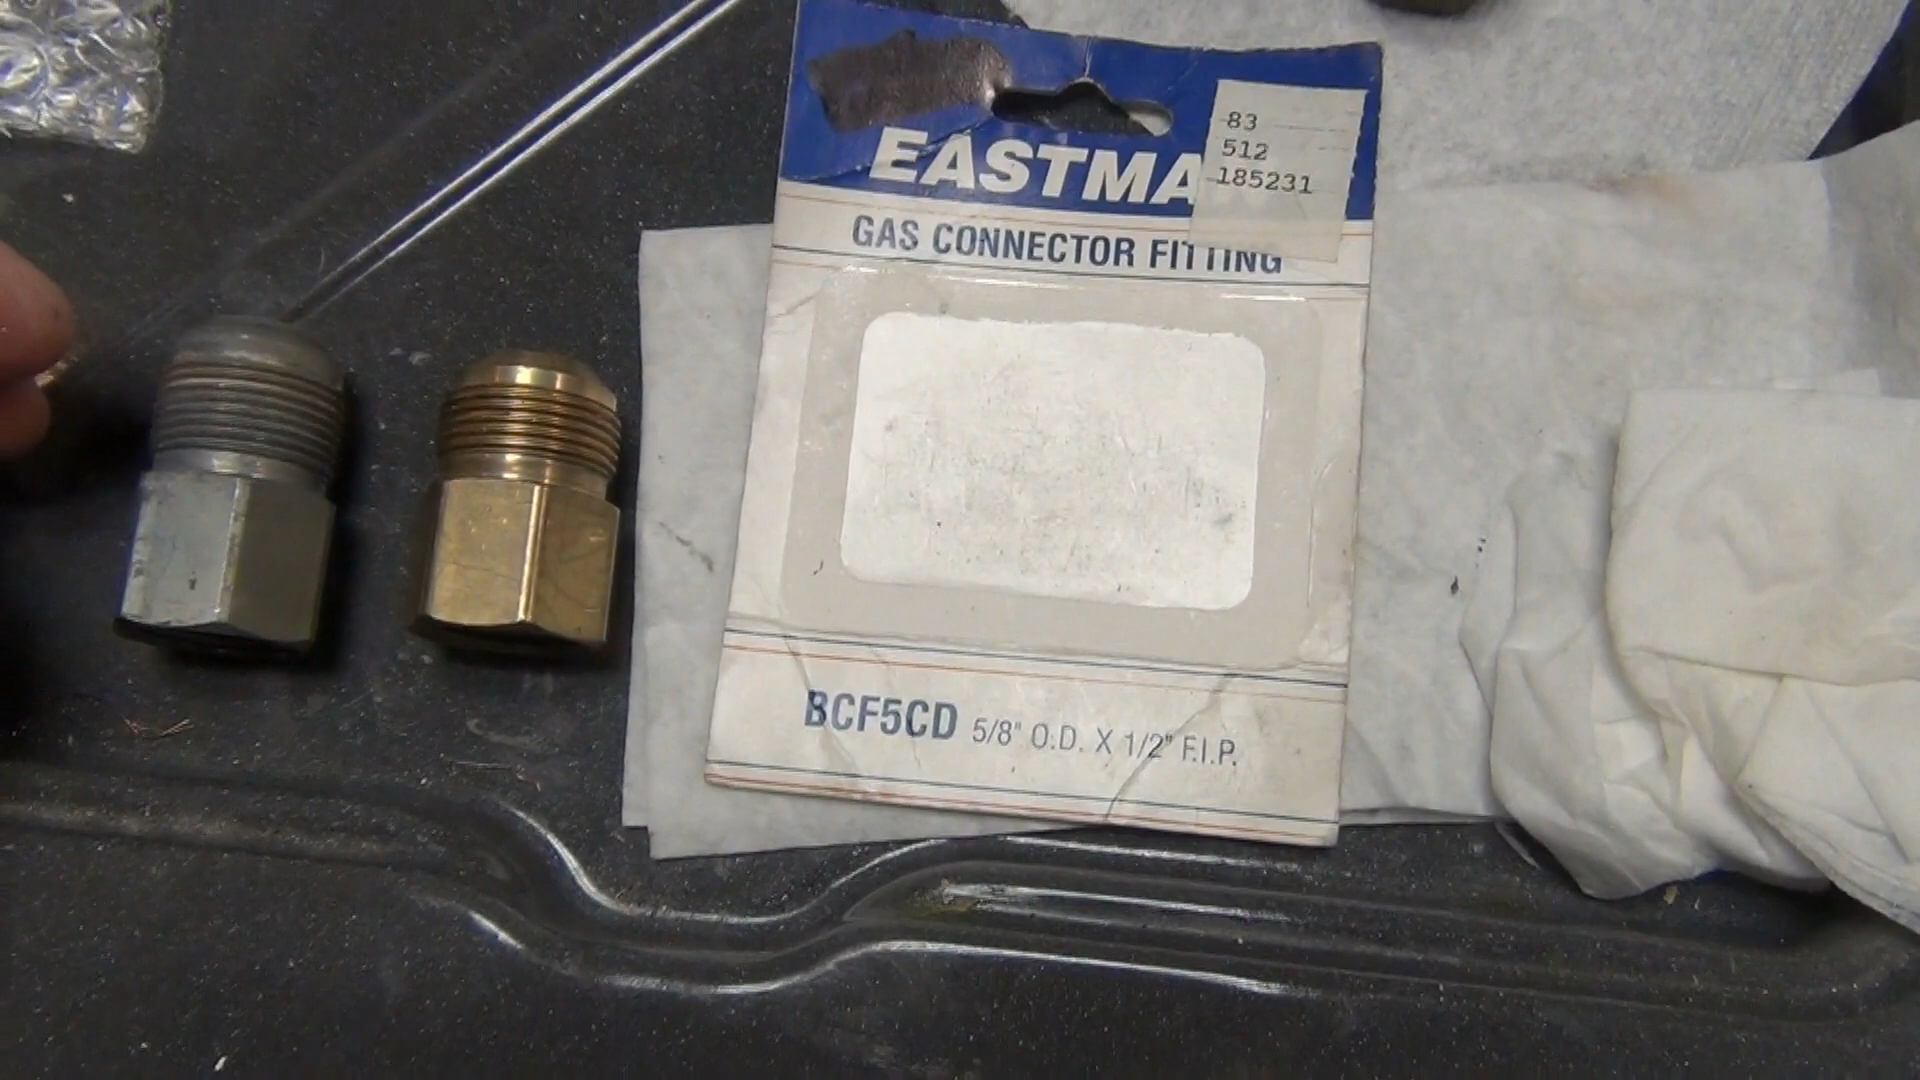 EASTMA
83
512
185231
GAS CONNECTOR FITTING
BCF5CD 5/8" O.D. X 1/2" F.I.P.